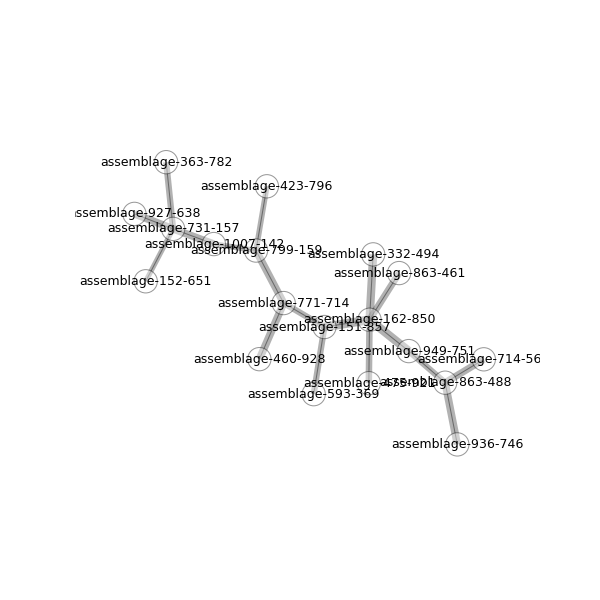 assemblage-363-782
assemblage-423-796
assemblage-927-638
assemblage-731-157
assemblage-1007-142
assemblage-799-159
assemblage-332-494
assemblage-863-461
assemblage-152-651
assemblage-771-714
assemblage-162-850
assemblage-151-857
assemblage-949-751
assemblage-460-928
assemblage-714-56
assemblage-475-921
assemblage-863-488
assemblage-593-369
assemblage-936-746